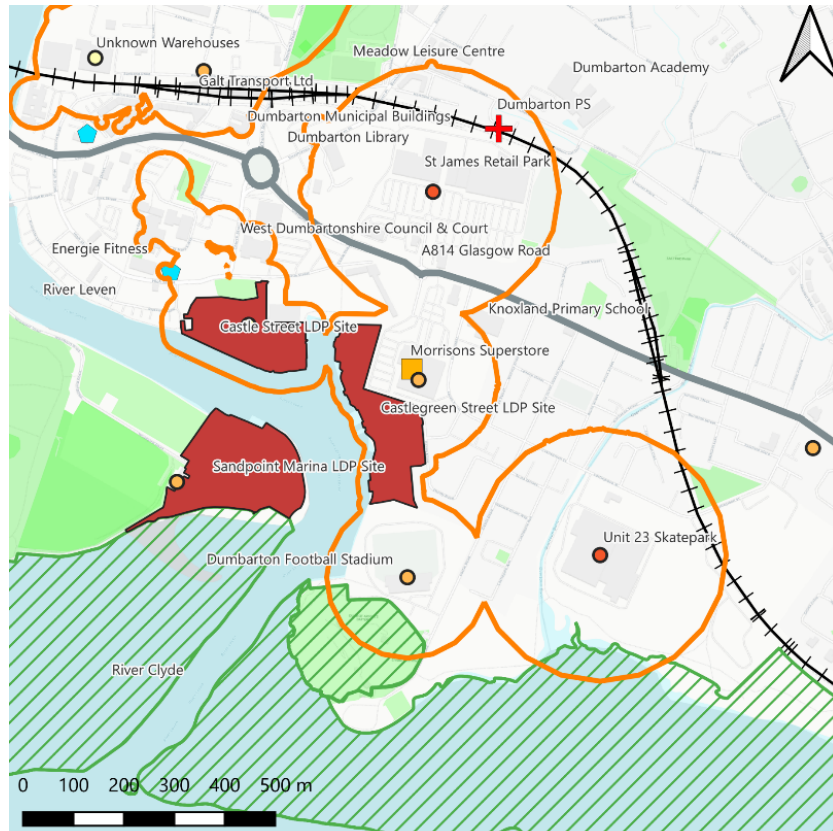 Unknown Warehouses
Meadow Leisure Centre
Dumbarton Academy
Galt Transport Ltd
Dumbarton PS
Dumbarton Municipal Buildings
Dumbarton Library
St James Retail Park
West Dumbartonshire Council & Court
Energie Fitness
A814 Glasgow Road
River Leven
Knoxland Primary School
Castle Street LDP Site
Morrisons Superstore
Castlegreen Street LDP Site
Sandpoint Marina LDP Site
Unit 23 Skatepark
Dumbarton Football Stadium
River Clyde
0 100 200 300 400 500 m